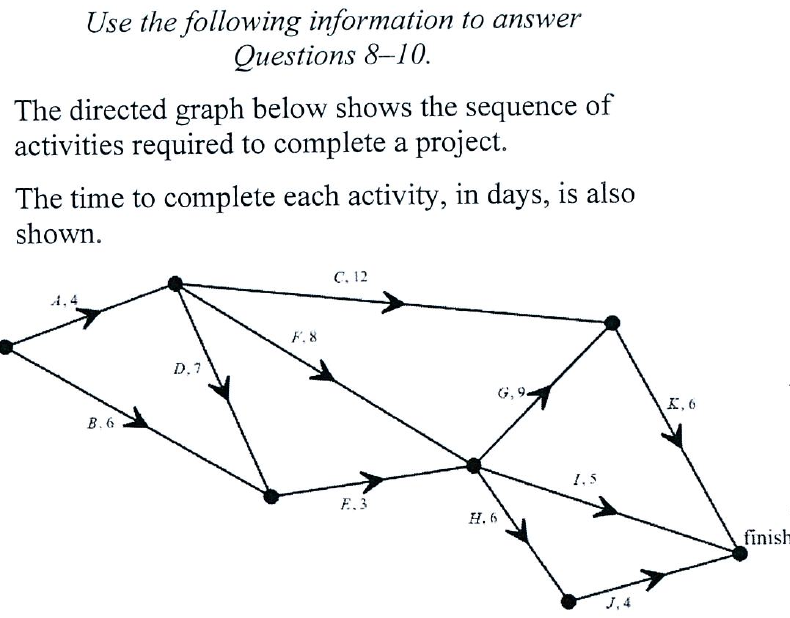 Use the following information to answer
Questions 8–10.
The directed graph below shows the sequence of
activities required to complete a project.
The time to complete each activity, in days, is also
shown.
C, 12
A, 4
F, 8
D, 7
G, 9
K, 6
B, 6
I, 5
E, 3
H, 6
finish
J, 4